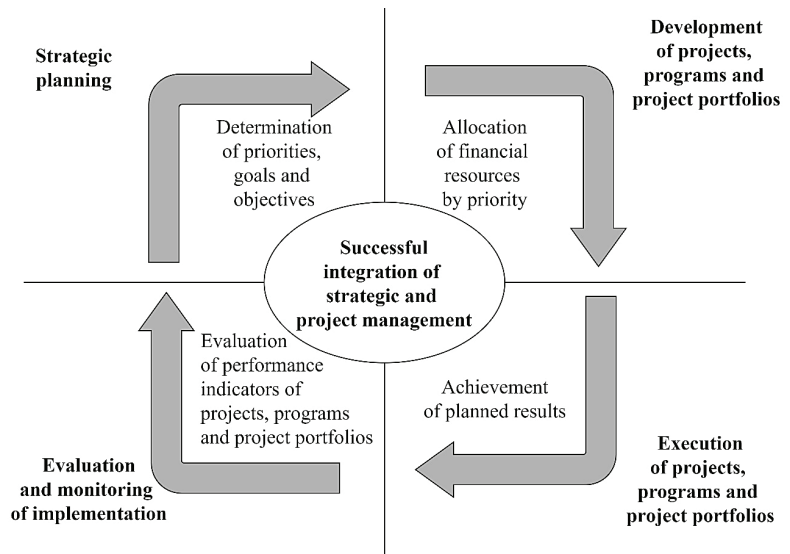 Strategic
planning
Determination
of priorities,
goals and
objectives
Development
of projects,
programs and
project portfolios
Allocation
of financial
resources
by priority
Successful
integration of
strategic and
project management
Evaluation
of performance
indicators of
projects, programs
and project portfolios
Evaluation
and monitoring
of implementation
Achievement
of planned results
Execution
of projects,
programs and
project portfolios